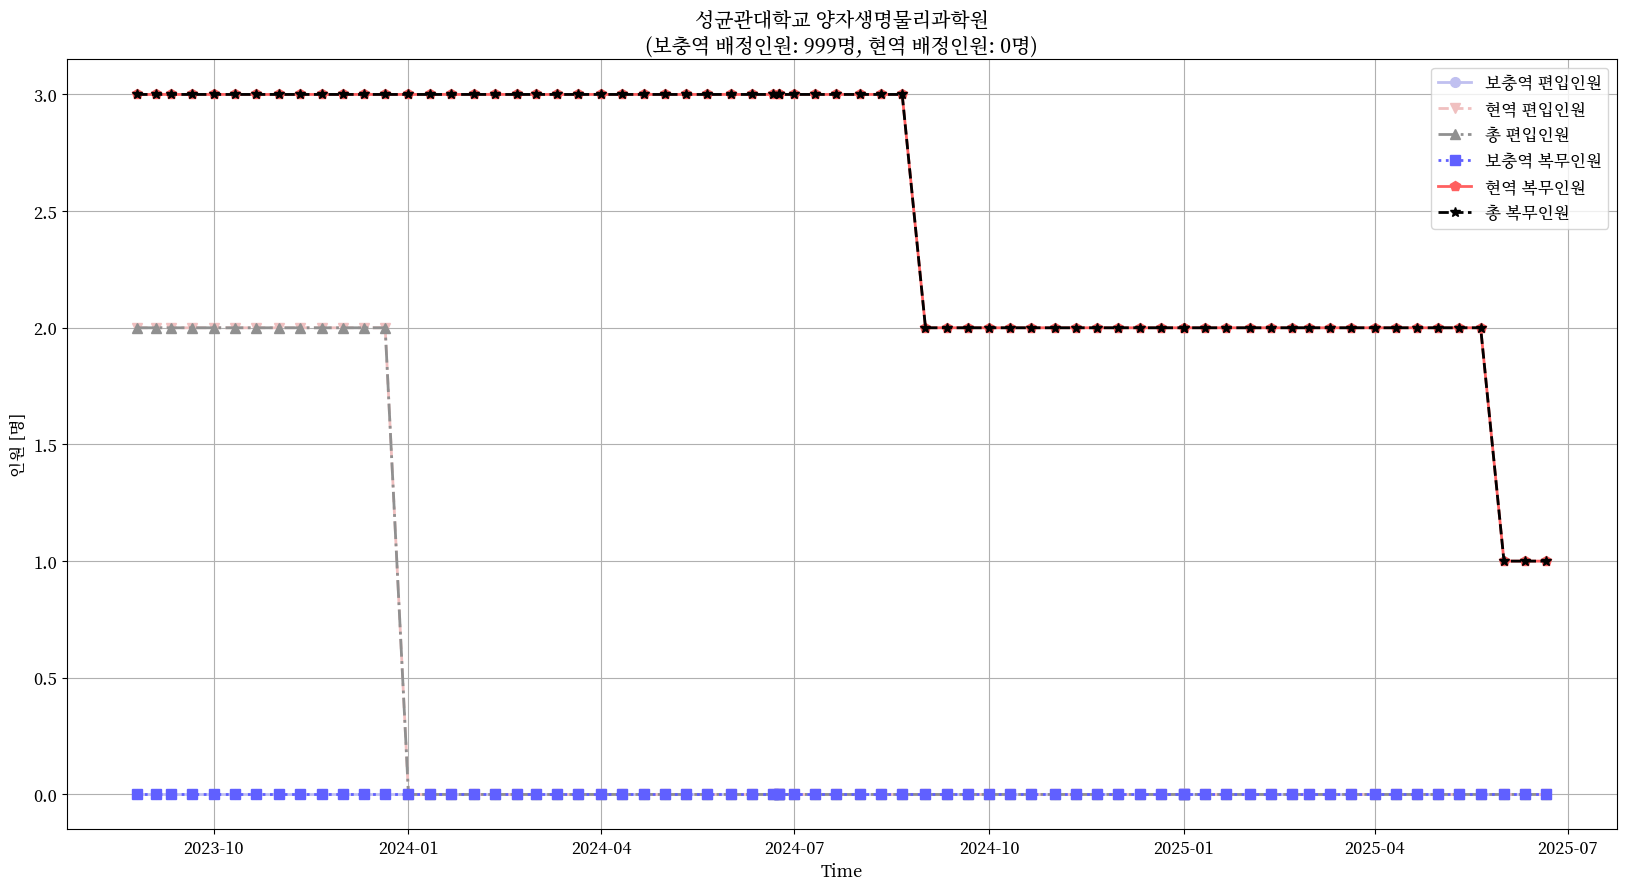 성균관대학교 양자생명물리과학원
(보충역 배정인원: 999명, 현역 배정인원: 0명)
보충역 편입인원
현역 편입인원
총 편입인원
보충역 복무인원
현역 복무인원
총 복무인원
인원 [명]
3.0
2.5
2.0
1.5
1.0
0.5
0.0
2023-10
2024-01
2024-04
2024-07
2024-10
2025-01
2025-04
2025-07
Time